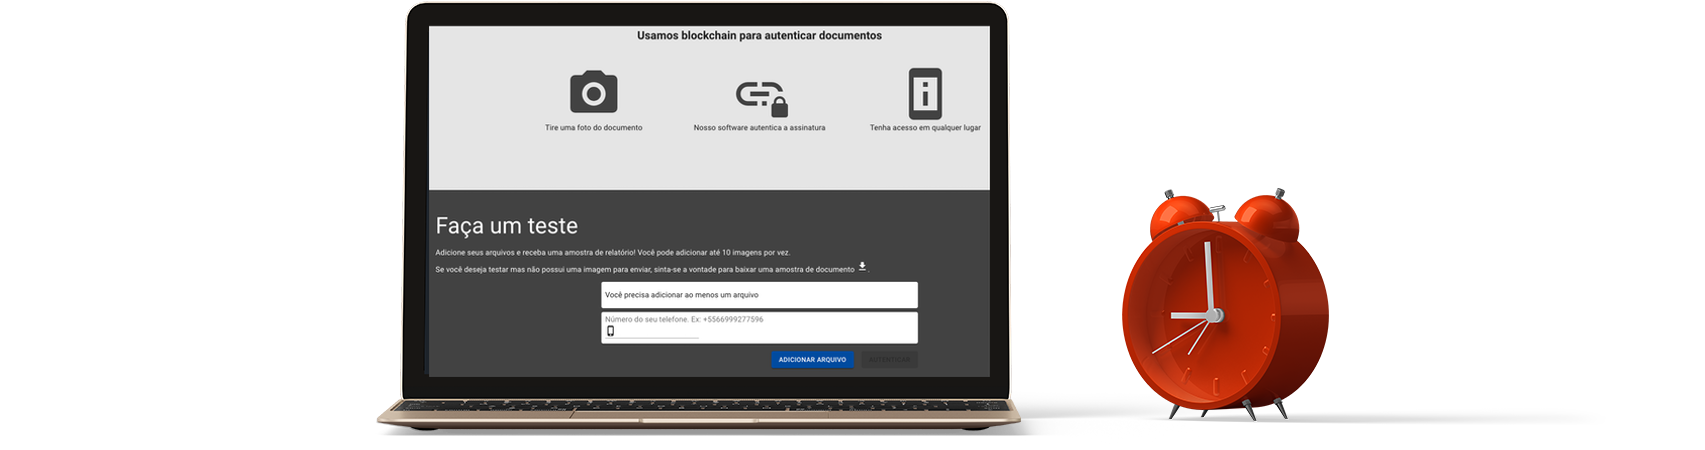 Usamos blockchain para autenticar documentos
Tire uma foto do documento
Nosso software autentica a assinatura
Tenha acesso em qualquer lugar
Faça um teste
Adicione seus arquivos e receba uma amostra de relatório! Você pode adicionar até 10 imagens por vez.
Se você deseja testar mas não possui uma imagem para enviar, sinta-se a vontade para baixar uma amostra de documento .
Você precisa adicionar ao menos um arquivo
Número do seu telefone. Ex: +5566999277596
ADICIONAR ARQUIVO